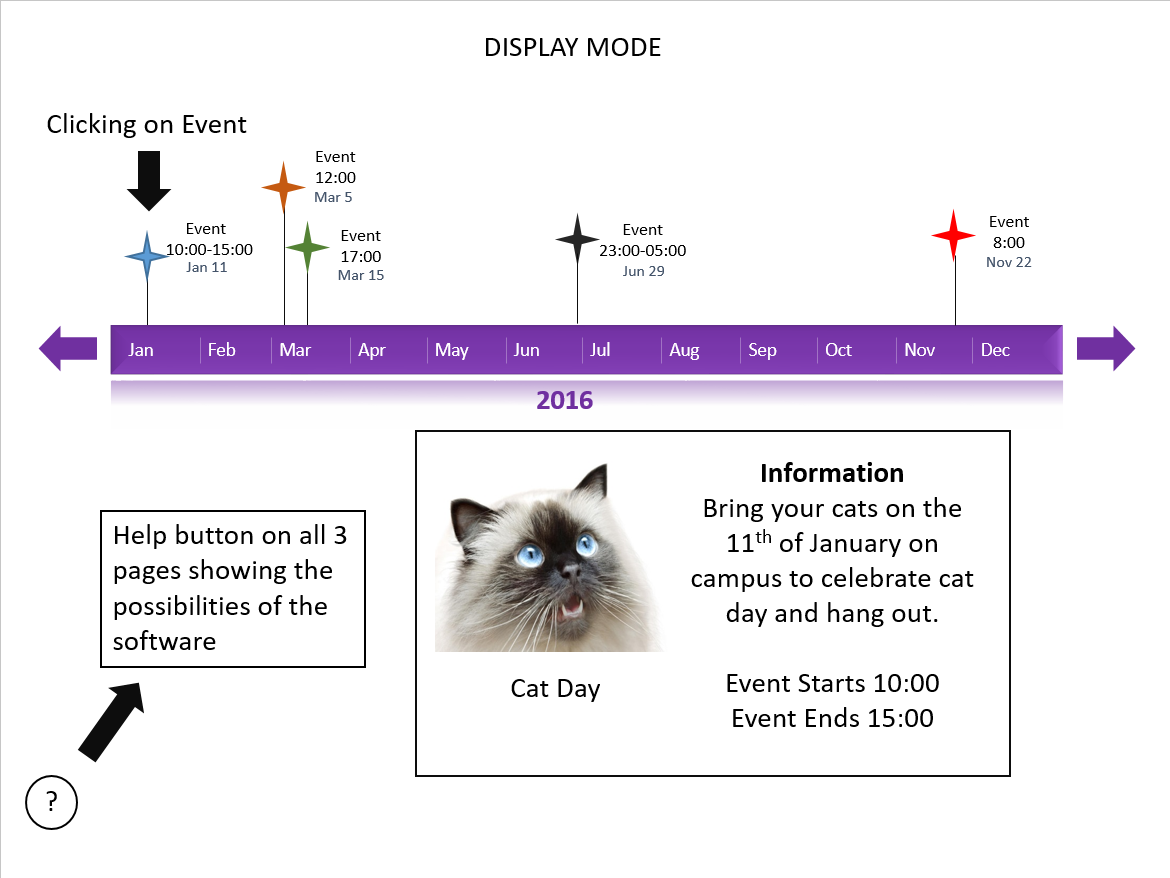 DISPLAY MODE
Clicking on Event
Event
12:00
Mar 5
Event
10:00-15:00
Jan 11
Event
17:00
Mar 15
Event
23:00-05:00
Jun 29
Event
8:00
Nov 22
Jan Feb Mar Apr May Jun Jul Aug Sep Oct Nov Dec
2016
Help button on all 3
pages showing the
possibilities of the
software
?
Cat Day
Information
Bring your cats on the
11th of January on
campus to celebrate cat
day and hang out.
Event Starts 10:00
Event Ends 15:00